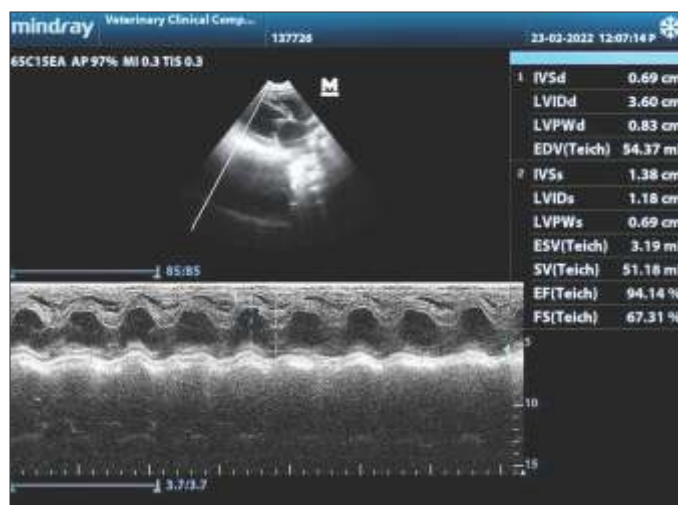 mindray
Veterinary Clinical Comp...
137726
23-02-2022 12:07:14 P
65C15EA AP 97% MI 0.3 TIS 0.3
M
1 IVSd 0.69 cm
LVIDd 3.60 cm
LVPWd 0.83 cm
EDV(Teich) 54.37 ml
2 IVSs 1.38 cm
LVIDs 1.18 cm
LVPWs 0.69 cm
ESV(Teich) 3.19 ml
SV(Teich) 51.18 ml
EF(Teich) 94.14 %
FS(Teich) 67.31 %
85/85
5
10
15
3.7/3.7